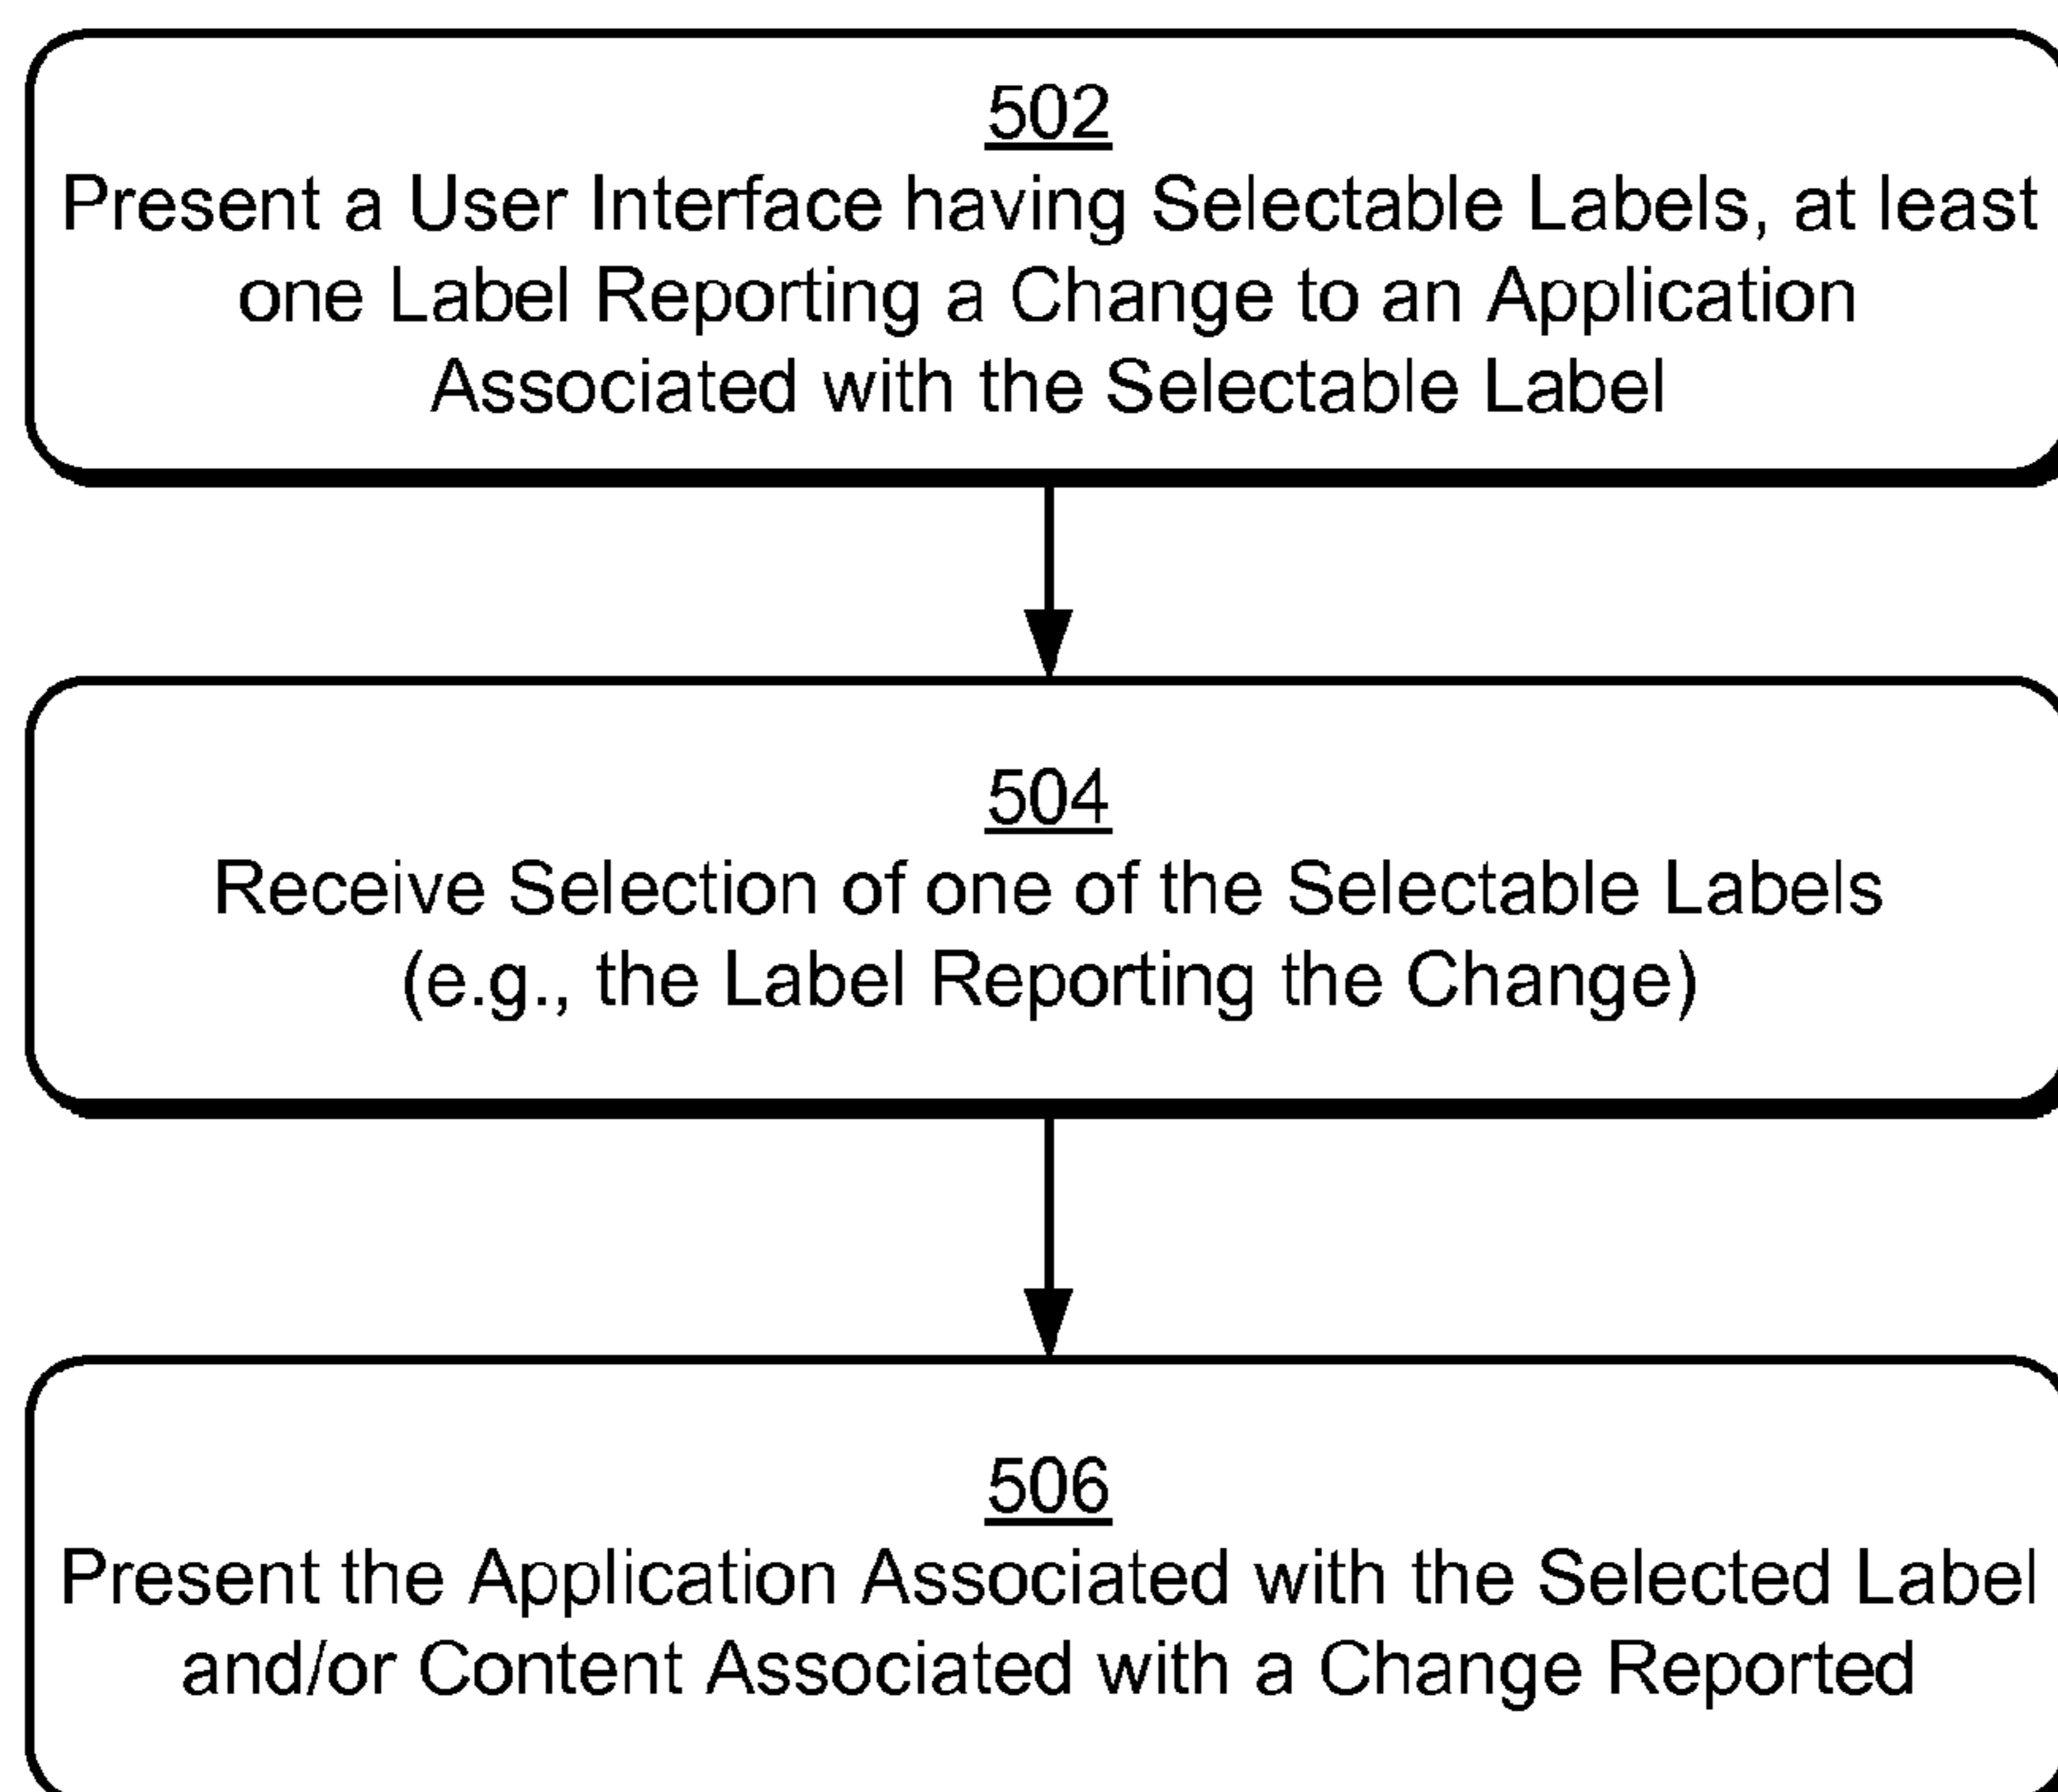 502
Present a User Interface having Selectable Labels, at least
one Label Reporting a Change to an Application
Associated with the Selectable Label
504
Receive Selection of one of the Selectable Labels
(e.g., the Label Reporting the Change)
506
Present the Application Associated with the Selected Label
and/or Content Associated with a Change Reported